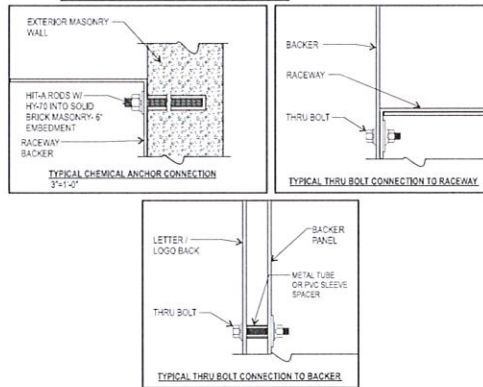 EXTERIOR MASONRY
WALL
HIT-A RODS W/
HY-70 INTO SOLID
BRICK MASONRY- 6"
EMBEDMENT
RACEWAY
BACKER
TYPICAL CHEMICAL ANCHOR CONNECTION
3"=1'-0"
BACKER
RACEWAY
THRU BOLT
TYPICAL THRU BOLT CONNECTION TO RACEWAY
LETTER /
LOGO BACK
BACKER
PANEL
METAL TUBE
OR PVC SLEEVE
SPACER
THRU BOLT
TYPICAL THRU BOLT CONNECTION TO BACKER